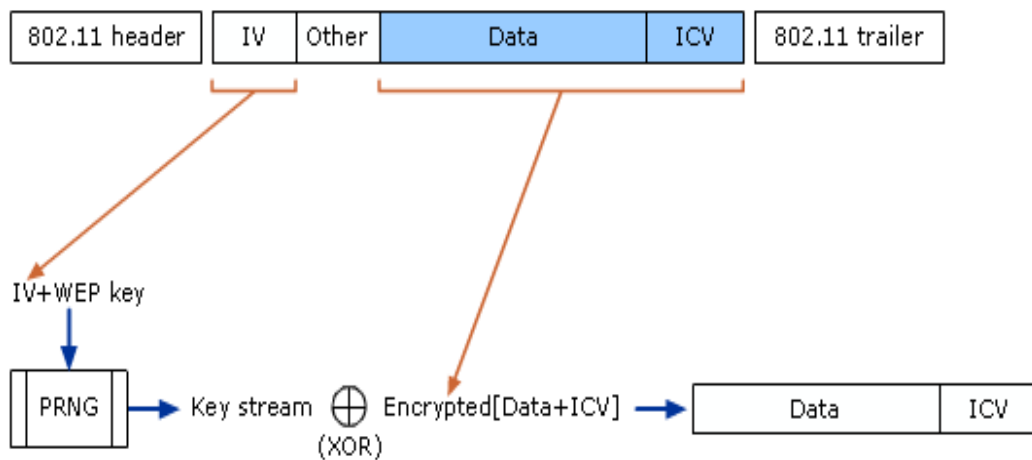 802.11 header IV Other Data ICV 802.11 trailer
IV+WEP key
PRNG Key stream Encrypted[Data+ICV] Data ICV
(XOR)